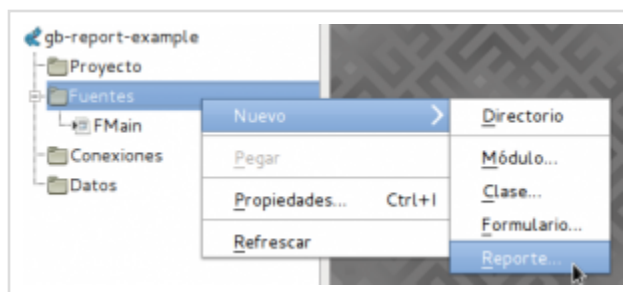 gb-report-example
Proyecto
Fuentes
FMain
Conexiones
Datos
Nuevo
Pegar
Propiedades... Ctrl+I
Refrescar
Directorio
Módulo...
Clase...
Formulario...
Reporte...